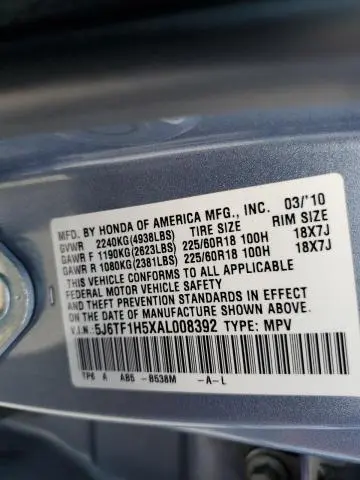 MFD. BY HONDA OF AMERICA MFG., INC. 03/'10
GVWR 2240KG(4938LBS) TIRE SIZE RIM SIZE
GAWR F 1190KG(2623LBS) 225/60R18 100H 18X7J
GAWR R 1080KG(2381LBS) 225/60R18 100H 18X7J
THIS VEHICLE CONFORMS TO ALL APPLICABLE
FEDERAL MOTOR VEHICLE SAFETY
AND THEFT PREVENTION STANDARDS IN EFFECT
ON THE DATE OF MANUFACTURE SHOWN ABOVE.
V.I.N.:5J6TF1H5XAL008392 TYPE: MPV
TP6 A AB5 -B538M -A-L